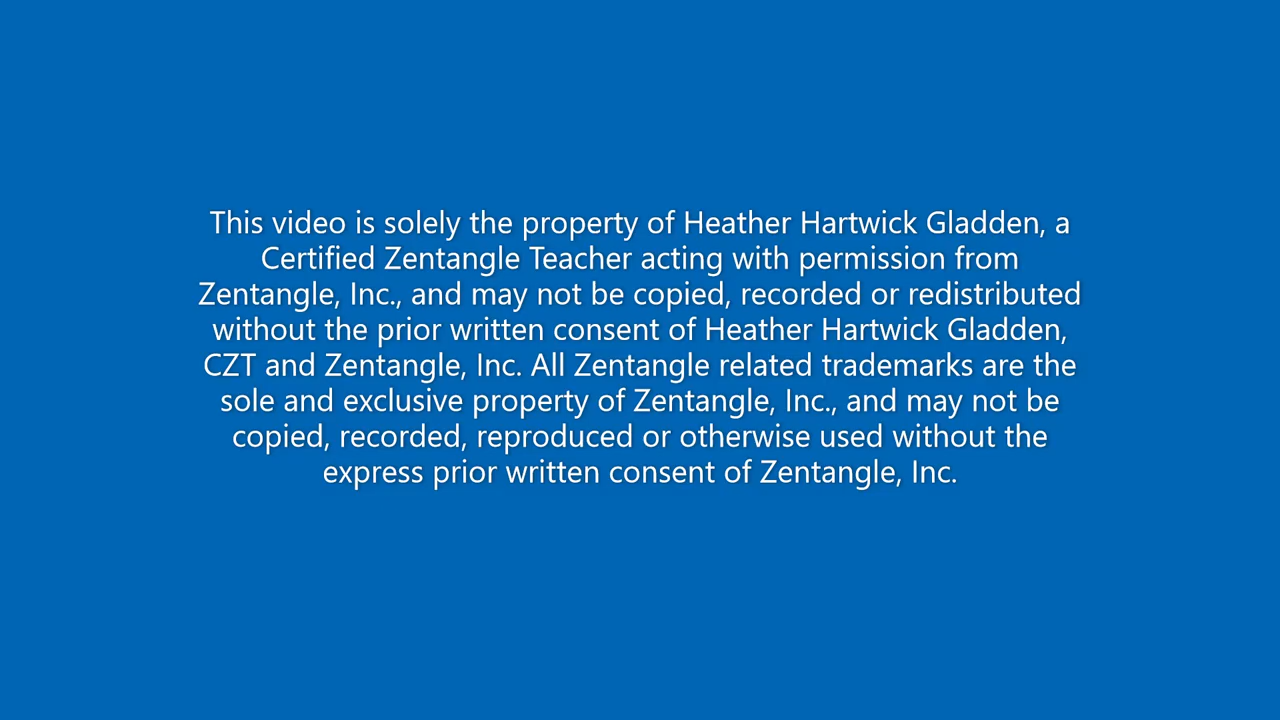 This video is solely the property of Heather Hartwick Gladden, a
Certified Zentangle Teacher acting with permission from
Zentangle, Inc., and may not be copied, recorded or redistributed
without the prior written consent of Heather Hartwick Gladden,
CZT and Zentangle, Inc. All Zentangle related trademarks are the
sole and exclusive property of Zentangle, Inc., and may not be
copied, recorded, reproduced or otherwise used without the
express prior written consent of Zentangle, Inc.